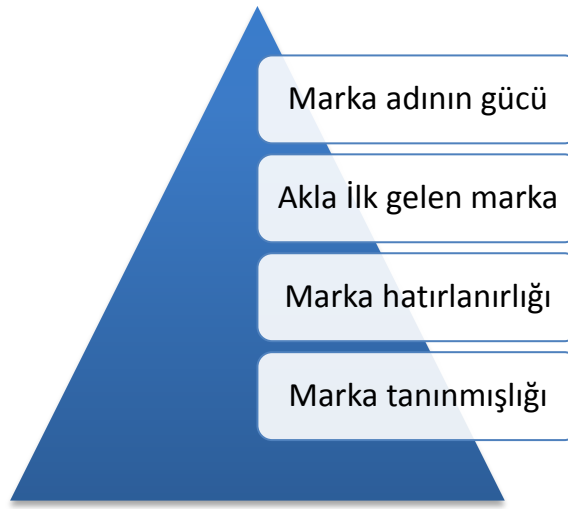 Marka adının gücü
Akla İlk gelen marka
Marka hatırlanırlığı
Marka tanınmışlığı